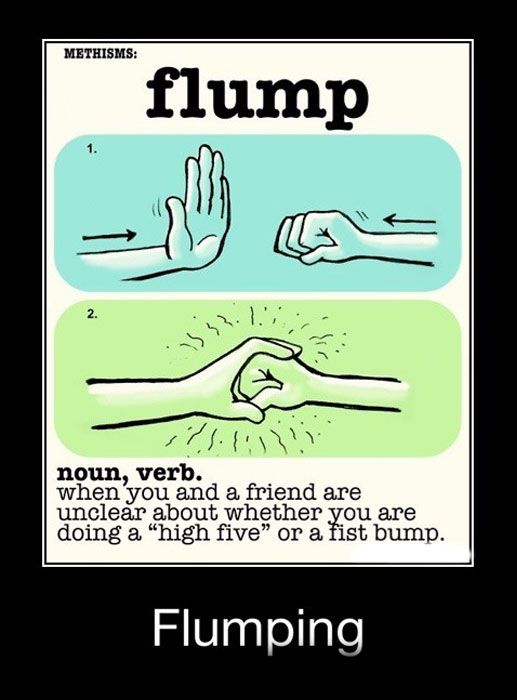 METHISMS:
flump
1.
2.
noun, verb.
when you and a friend are
unclear about whether you are
doing a “high five” or a fist bump.
Flumping